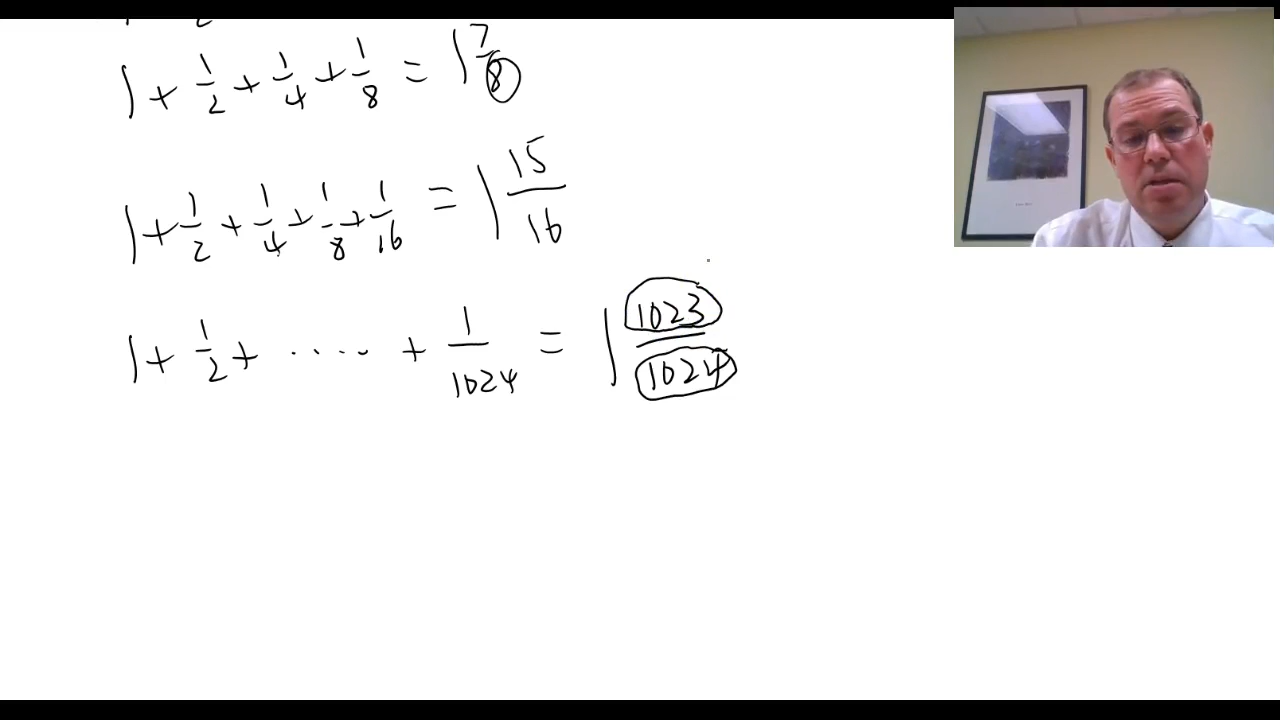 1 + 1/2 + 1/4 + 1/8 = 1 7/8
1 + 1/2 + 1/4 + 1/8 + 1/16 = 1 15/16
1 + 1/2 + ..... + 1/1024 = 1 1023/1024